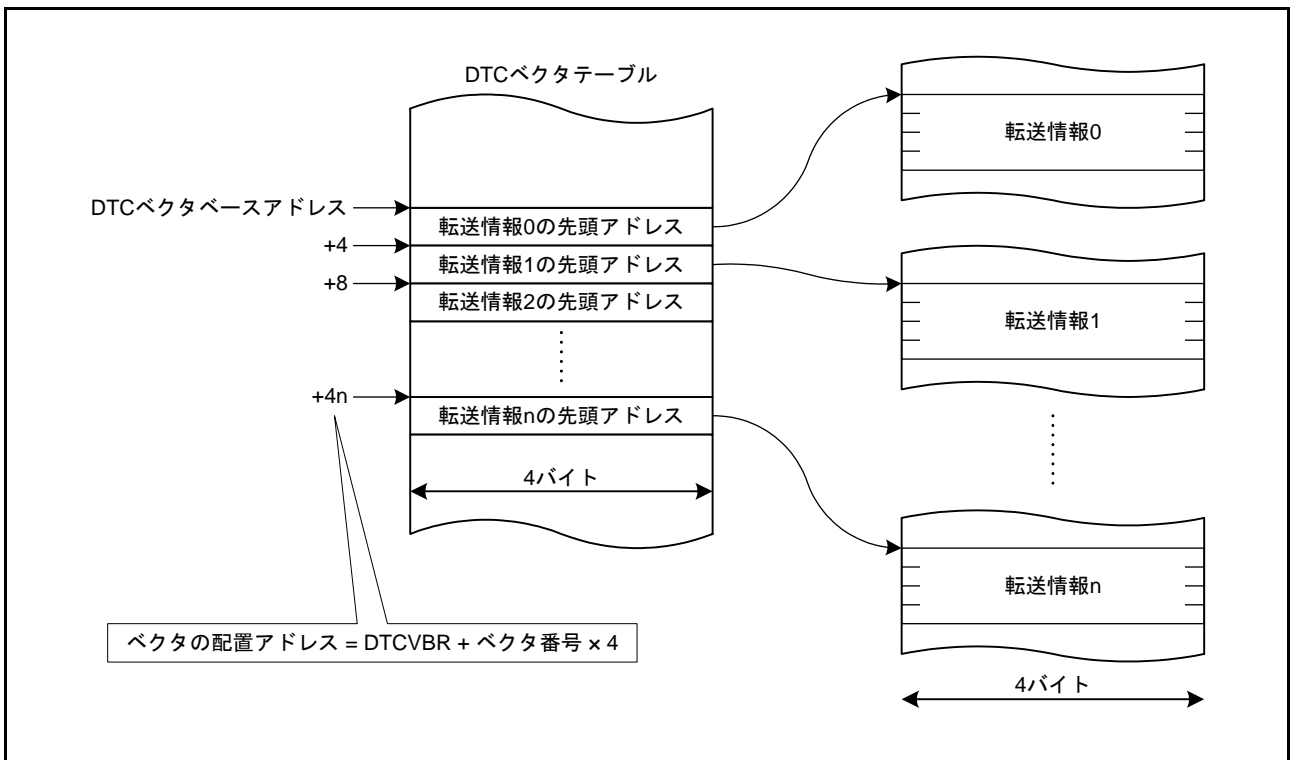 DTCベクタテーブル
DTCベクタベースアドレス
転送情報0の先頭アドレス
+4
転送情報1の先頭アドレス
+8
転送情報2の先頭アドレス
+4n
転送情報nの先頭アドレス
4バイト
ベクタの配置アドレス = DTCVBR + ベクタ番号 × 4
転送情報0
転送情報1
転送情報n
4バイト